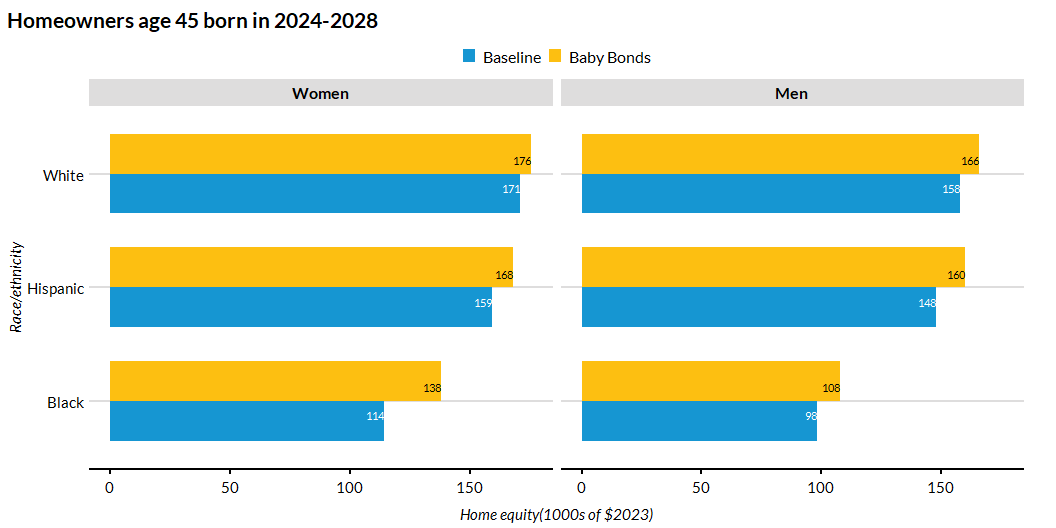 Homeowners age 45 born in 2024-2028
Baseline Baby Bonds
Women Men
White
176
171
166
158
Race/ethnicity
Hispanic
168
159
160
148
Black
138
114
108
98
0 50 100 150 0 50 100 150
Home equity(1000s of $2023)